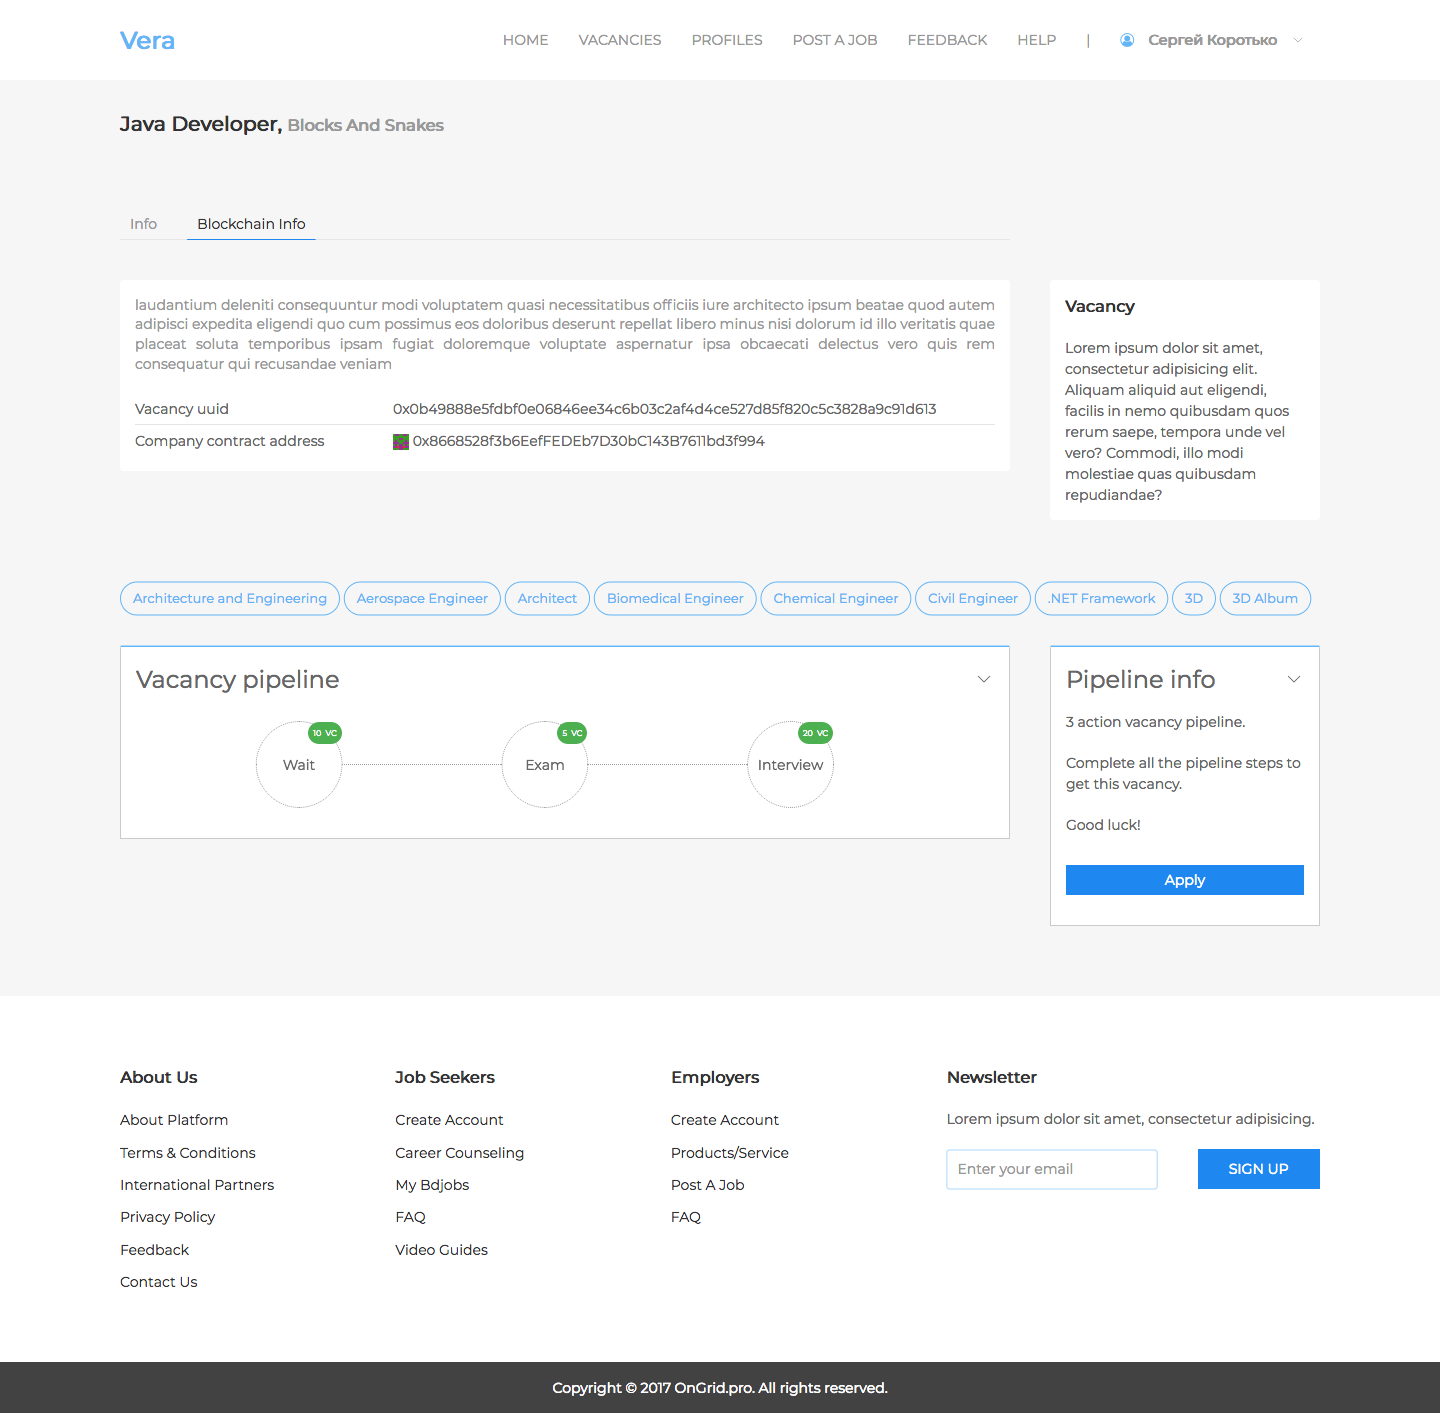 Vera
HOME VACANCIES PROFILES POST A JOB FEEDBACK HELP | Сергей Коротько
Java Developer, Blocks And Snakes
Info Blockchain Info
laudantium deleniti consequuntur modi voluptatem quasi necessitatibus officiis iure architecto ipsum beatae quod autem
adipisci expedita eligendi quo cum possimus eos doloribus deserunt repellat libero minus nisi dolorum id illo veritatis quae
placeat soluta temporibus ipsam fugiat doloremque voluptate aspernatur ipsa obcaecati delectus vero quis rem
consequatur qui recusandae veniam
Vacancy uuid 0x0b49888e5fdbf0e06846ee34c6b03c2af4d4ce527d85f820c5c3828a9c91d613
Company contract address 0x8668528f3b6EefFEDEb7D30bC143B7611bd3f994
Vacancy
Lorem ipsum dolor sit amet,
consectetur adipisicing elit.
Aliquam aliquid aut eligendi,
facilis in nemo quibusdam quos
rerum saepe, tempora unde vel
vero? Commodi, illo modi
molestiae quas quibusdam
repudiandae?
Architecture and Engineering Aerospace Engineer Architect Biomedical Engineer Chemical Engineer Civil Engineer .NET Framework 3D 3D Album
Vacancy pipeline
10 VC 5 VC 20 VC
Wait Exam Interview
Pipeline info
3 action vacancy pipeline.
Complete all the pipeline steps to
get this vacancy.
Good luck!
Apply
About Us
About Platform
Terms & Conditions
International Partners
Privacy Policy
Feedback
Contact Us
Job Seekers
Create Account
Career Counseling
My Bdjobs
FAQ
Video Guides
Employers
Create Account
Products/Service
Post A Job
FAQ
Newsletter
Lorem ipsum dolor sit amet, consectetur adipisicing.
Enter your email SIGN UP
Copyright © 2017 OnGrid.pro. All rights reserved.